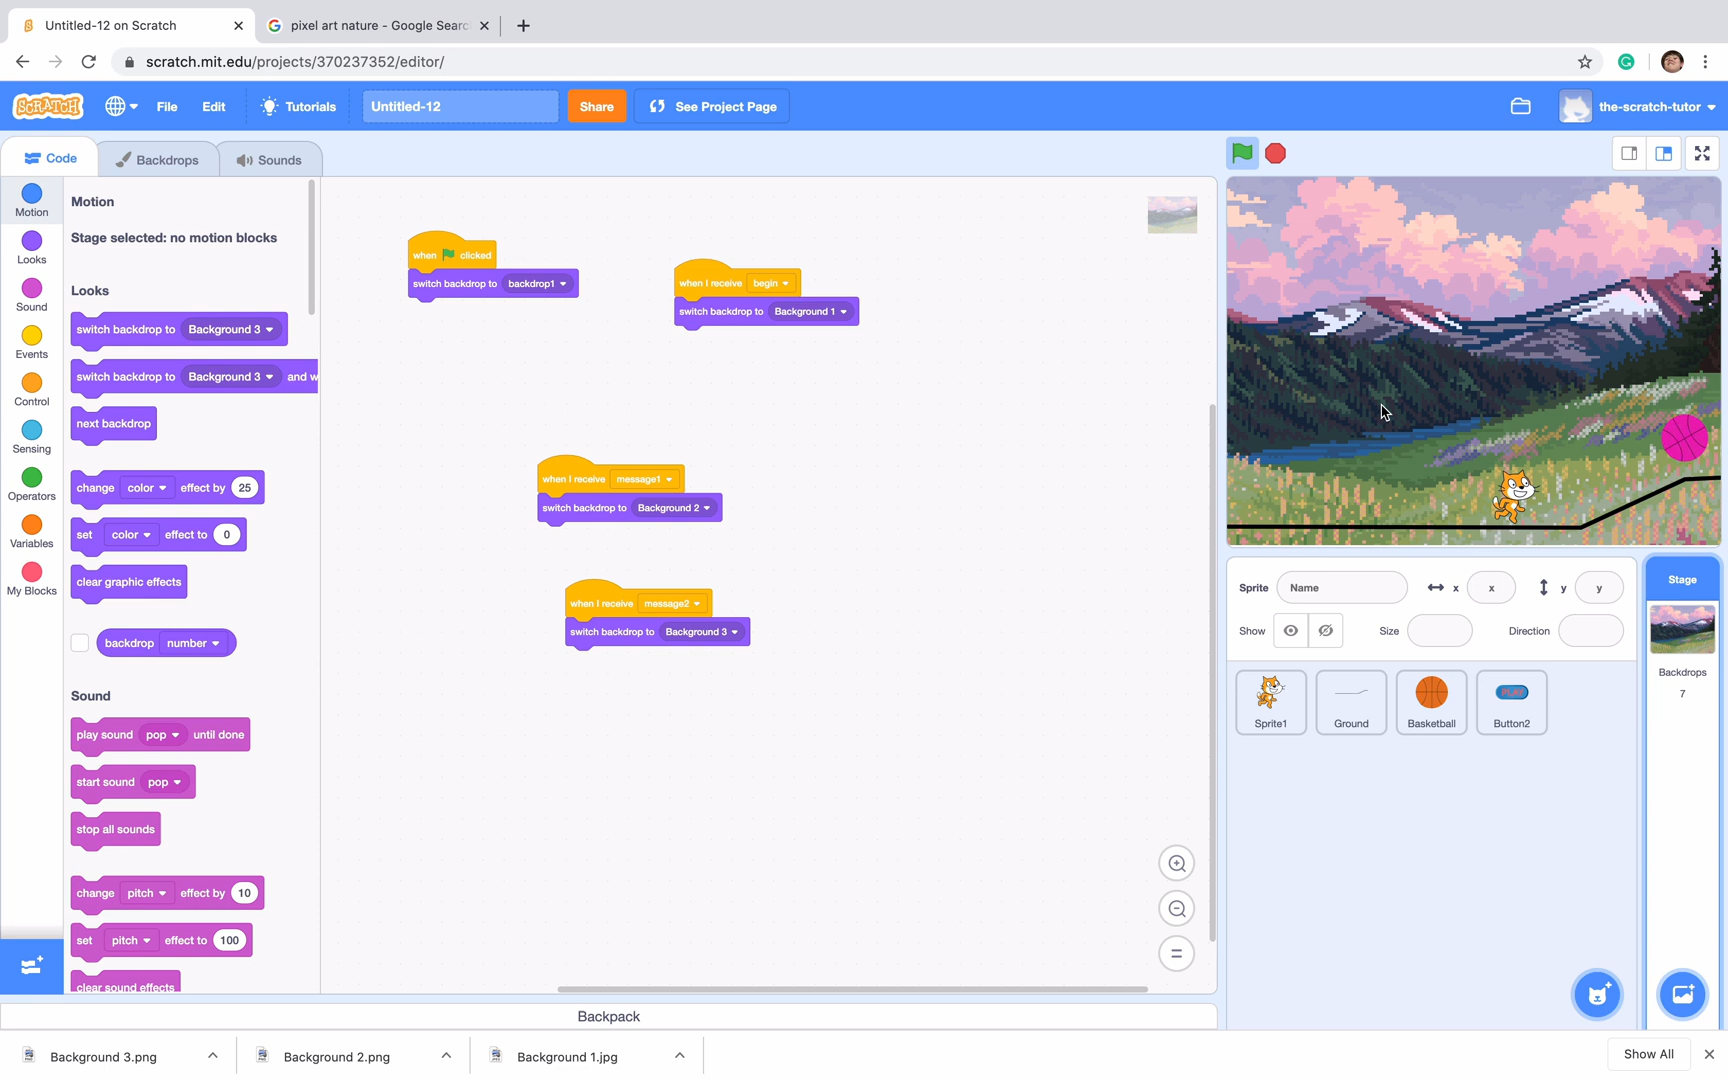 Untitled-12 on Scratch
pixel art nature - Google Searc
scratch.mit.edu/projects/370237352/editor/
SCRATCH
File
Edit
Tutorials
Untitled-12
Share
See Project Page
the-scratch-tutor
Code
Backdrops
Sounds
Motion
Looks
Sound
Events
Control
Sensing
Operators
Variables
My Blocks
Motion
Stage selected: no motion blocks
Looks
switch backdrop to Background 3
switch backdrop to Background 3 and w
next backdrop
change color effect by 25
set color effect to 0
clear graphic effects
backdrop number
Sound
play sound pop until done
start sound pop
stop all sounds
change pitch effect by 10
set pitch effect to 100
clear sound effects
when clicked
switch backdrop to backdrop1
when I receive begin
switch backdrop to Background 1
when I receive message1
switch backdrop to Background 2
when I receive message2
switch backdrop to Background 3
Sprite Name x x y y
Show Size Direction
Sprite1
Ground
Basketball
PLAY
Button2
Stage
Backdrops
7
Backpack
Background 3.png
Background 2.png
Background 1.jpg
Show All